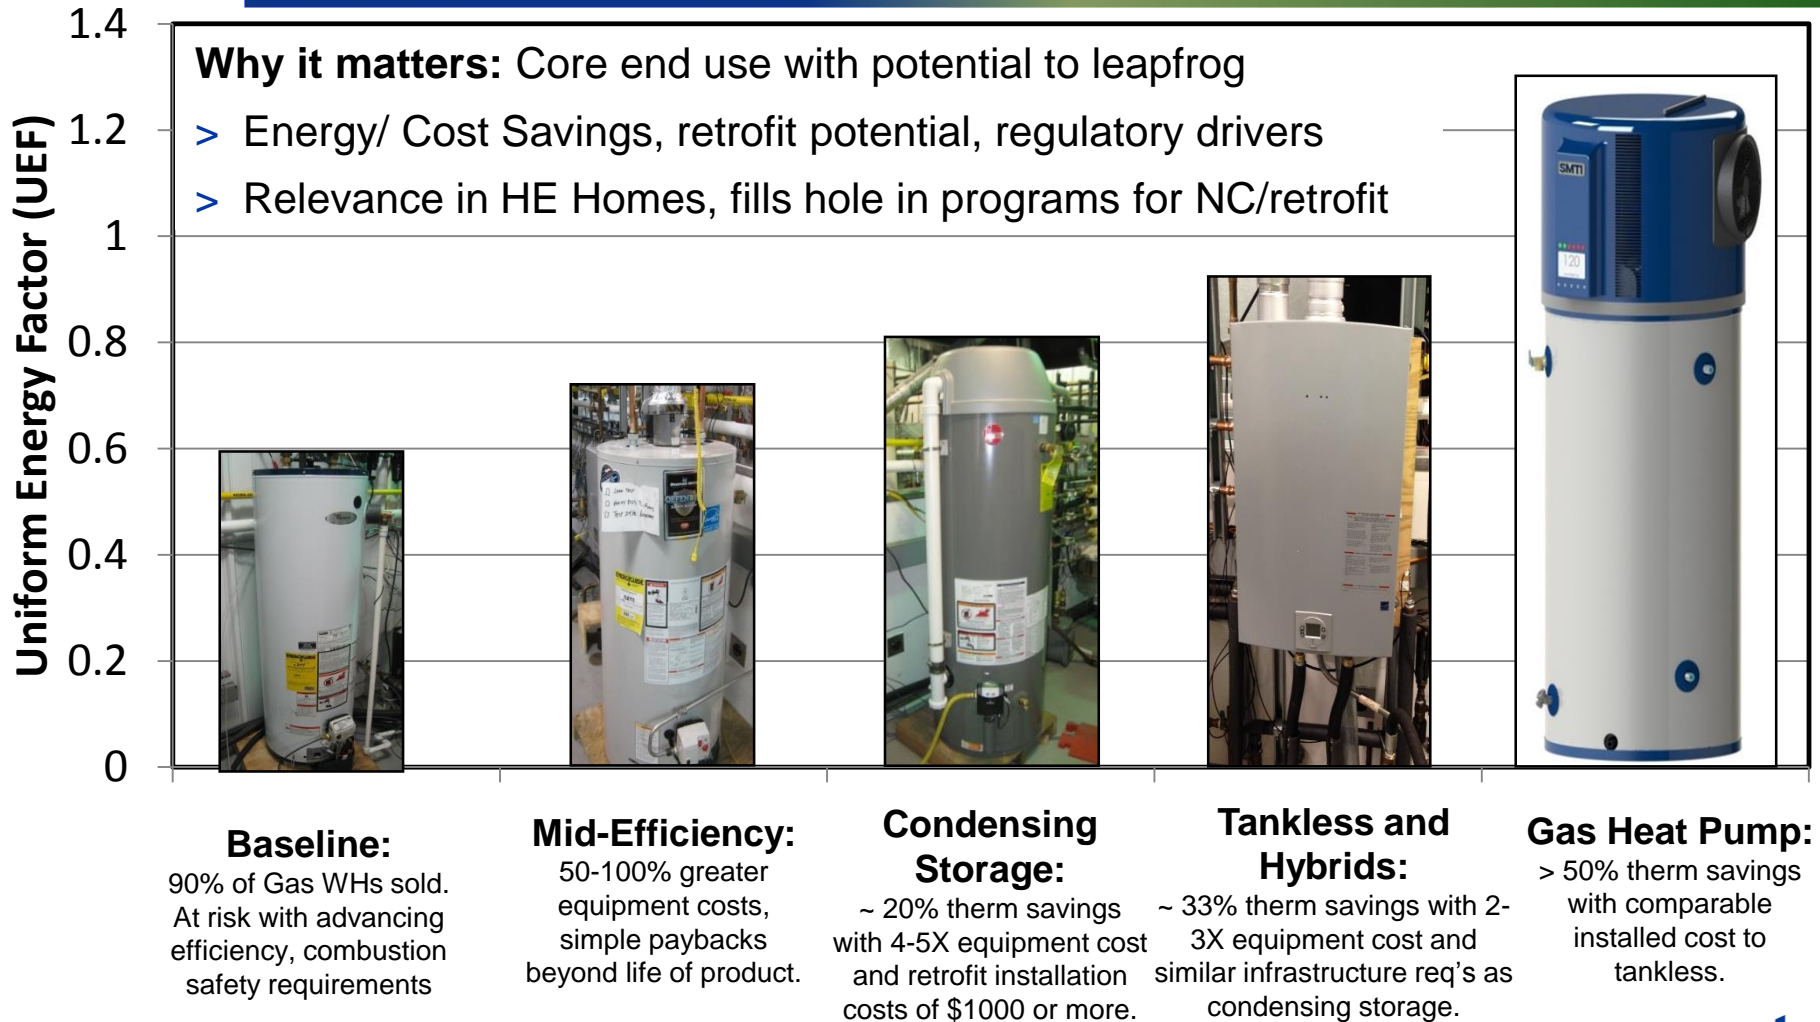 Why it matters: Core end use with potential to leapfrog
> Energy/ Cost Savings, retrofit potential, regulatory drivers
> Relevance in HE Homes, fills hole in programs for NC/retrofit
Uniform Energy Factor (UEF)
1.4
1.2
1
0.8
0.6
0.4
0.2
0
SMTI
120
Baseline:
90% of Gas WHs sold.
At risk with advancing
efficiency, combustion
safety requirements
Mid-Efficiency:
50-100% greater
equipment costs,
simple paybacks
beyond life of product.
Condensing
Storage:
~ 20% therm savings
with 4-5X equipment cost
and retrofit installation
costs of $1000 or more.
Tankless and
Hybrids:
~ 33% therm savings with 2-
3X equipment cost and
similar infrastructure req's as
condensing storage.
Gas Heat Pump:
> 50% therm savings
with comparable
installed cost to
tankless.